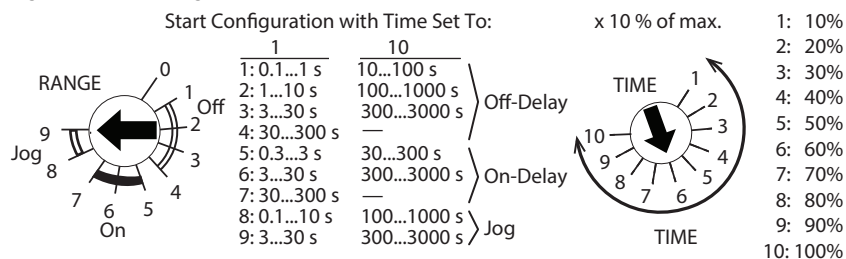 Start Configuration with Time Set To:
x 10 % of max.
RANGE
0
1
2
3
4
5
6
7
8
9
Off
On
Jog
1 10
1: 0.1...1 s 10...100 s
2: 1...10 s 100...1000 s
3: 3...30 s 300...3000 s
4: 30...300 s —
Off-Delay
5: 0.3...3 s 30...300 s
6: 3...30 s 300...3000 s
7: 30...300 s —
On-Delay
8: 0.1...10 s 100...1000 s
9: 3...30 s 300...3000 s
Jog
TIME
1
2
3
4
5
6
7
8
9
10
TIME
1: 10%
2: 20%
3: 30%
4: 40%
5: 50%
6: 60%
7: 70%
8: 80%
9: 90%
10: 100%